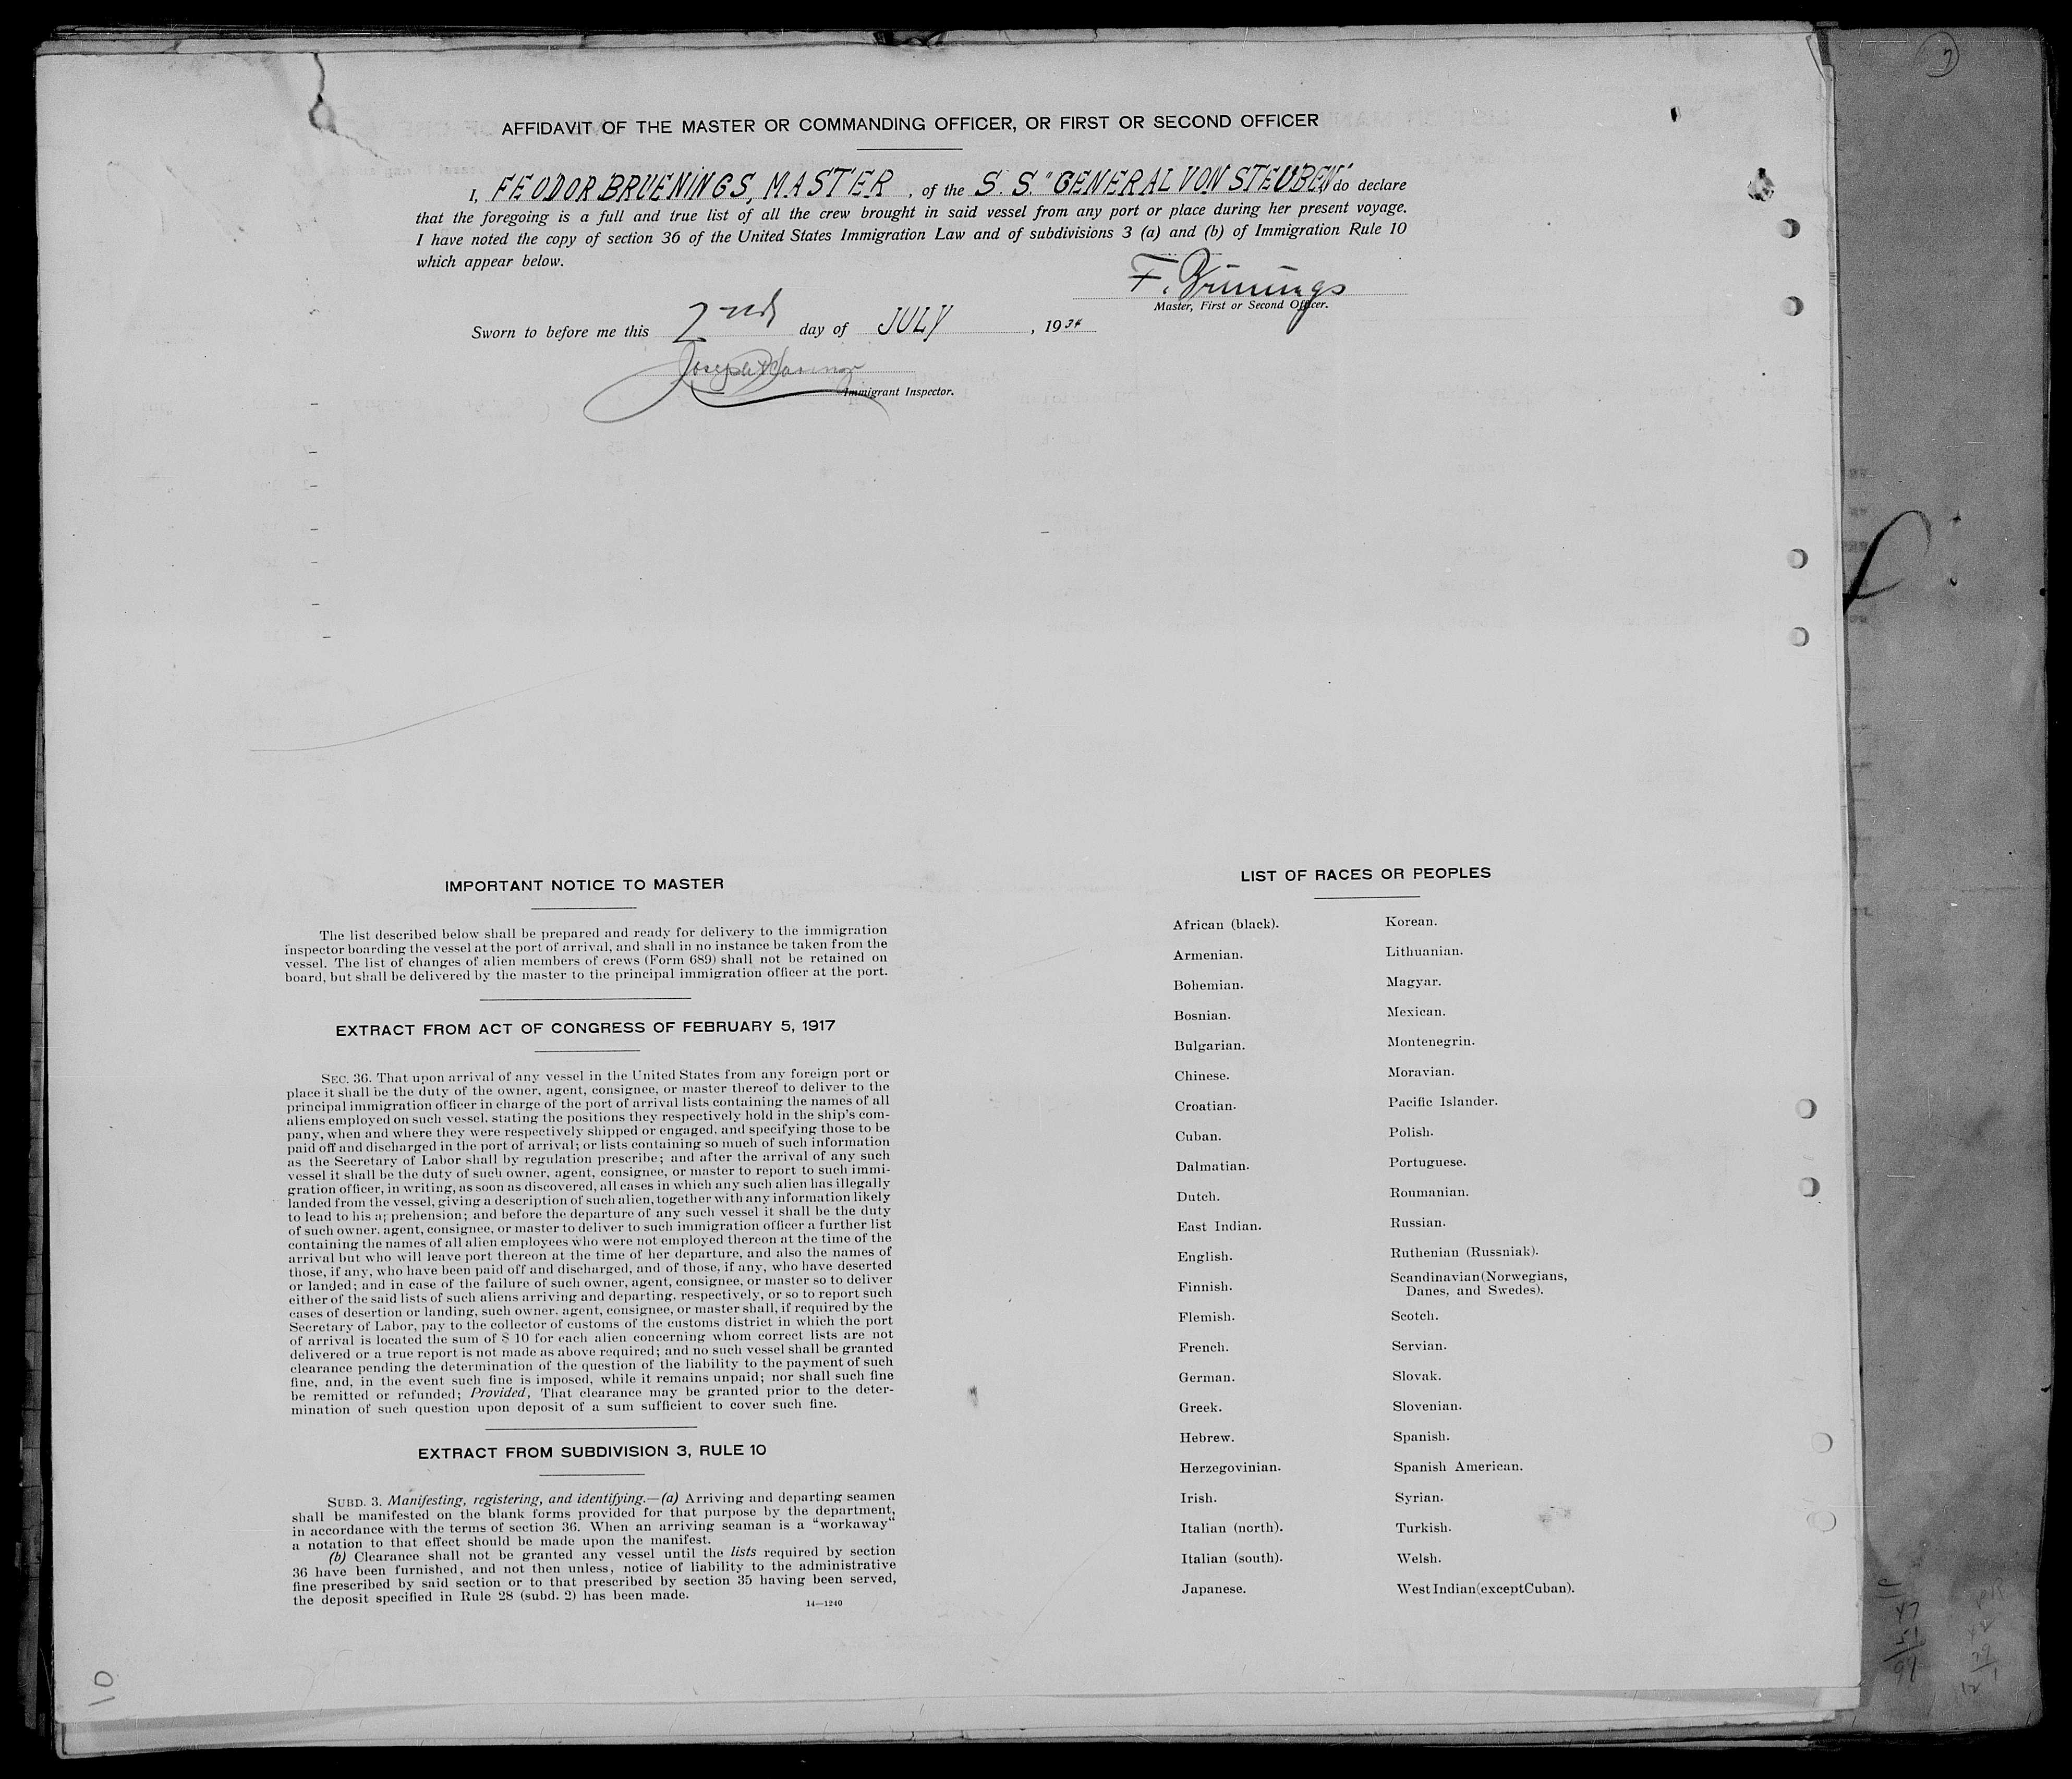 AFFIDAVIT OF THE MASTER OR COMMANDING OFFICER, OR FIRST OR SECOND OFFICER
I, FEODOR BRUENINGS, MASTER, of the S. S. "GENERAL VON STEUBEN" do declare
that the foregoing is a full and true list of all the crew brought in said vessel from any port or place during her present voyage.
I have noted the copy of section 36 of the United States Immigration Law and of subdivisions 3 (a) and (b) of Immigration Rule 10
which appear below.
F. Brünings
Master, First or Second Officer.
Sworn to before me this 2nd day of JULY, 1934
Joseph
Immigrant Inspector.
IMPORTANT NOTICE TO MASTER
The list described below shall be prepared and ready for delivery to the immigration
inspector boarding the vessel at the port of arrival, and shall in no instance be taken from the
vessel. The list of changes of alien members of crews (Form 689) shall not be retained on
board, but shall be delivered by the master to the principal immigration officer at the port.
EXTRACT FROM ACT OF CONGRESS OF FEBRUARY 5, 1917
SEC. 36. That upon arrival of any vessel in the United States from any foreign port or
place it shall be the duty of the owner, agent, consignee, or master thereof to deliver to the
principal immigration officer in charge of the port of arrival lists containing the names of all
aliens employed on such vessel, stating the positions they respectively hold in the ship's com-
pany, when and where they were respectively shipped or engaged, and specifying those to be
paid off and discharged in the port of arrival; or lists containing so much of such information
as the Secretary of Labor shall by regulation prescribe; and after the arrival of any such
vessel it shall be the duty of such owner, agent, consignee, or master to report to such immi-
gration officer, in writing, as soon as discovered, all cases in which any such alien has illegally
landed from the vessel, giving a description of such alien, together with any information likely
to lead to his apprehension; and before the departure of any such vessel it shall be the duty
of such owner, agent, consignee, or master to deliver to such immigration officer a further list
containing the names of all alien employees who were not employed thereon at the time of the
arrival but who will leave port thereon at the time of her departure, and also the names of
those, if any, who have been paid off and discharged, and of those, if any, who have deserted
or landed; and in case of the failure of such owner, agent, consignee, or master so to deliver
either of the said lists of such aliens arriving and departing, respectively, or so to report such
cases of desertion or landing, such owner, agent, consignee, or master shall, if required by the
Secretary of Labor, pay to the collector of customs of the customs district in which the port
of arrival is located the sum of $ 10 for each alien concerning whom correct lists are not
delivered or a true report is not made as above required; and no such vessel shall be granted
clearance pending the determination of the question of the liability to the payment of such
fine, and, in the event such fine is imposed, while it remains unpaid; nor shall such fine
be remitted or refunded; Provided, That clearance may be granted prior to the deter-
mination of such question upon deposit of a sum sufficient to cover such fine.
EXTRACT FROM SUBDIVISION 3, RULE 10
SUBD. 3. Manifesting, registering, and identifying.—(a) Arriving and departing seamen
shall be manifested on the blank forms provided for that purpose by the department,
in accordance with the terms of section 36. When an arriving seaman is a "workaway"
a notation to that effect should be made upon the manifest.
(b) Clearance shall not be granted any vessel until the lists required by section
36 have been furnished, and not then unless, notice of liability to the administrative
fine prescribed by said section or to that prescribed by section 35 having been served,
the deposit specified in Rule 28 (subd. 2) has been made.
14—1240
LIST OF RACES OR PEOPLES
African (black).
Armenian.
Bohemian.
Bosnian.
Bulgarian.
Chinese.
Croatian.
Cuban.
Dalmatian.
Dutch.
East Indian.
English.
Finnish.
Flemish.
French.
German.
Greek.
Hebrew.
Herzegovinian.
Irish.
Italian (north).
Italian (south).
Japanese.
Korean.
Lithuanian.
Magyar.
Mexican.
Montenegrin.
Moravian.
Pacific Islander.
Polish.
Portuguese.
Roumanian.
Russian.
Ruthenian (Russniak).
Scandinavian (Norwegians,
Danes, and Swedes).
Scotch.
Servian.
Slovak.
Slovenian.
Spanish.
Spanish American.
Syrian.
Turkish.
Welsh.
West Indian (except Cuban).
10
7